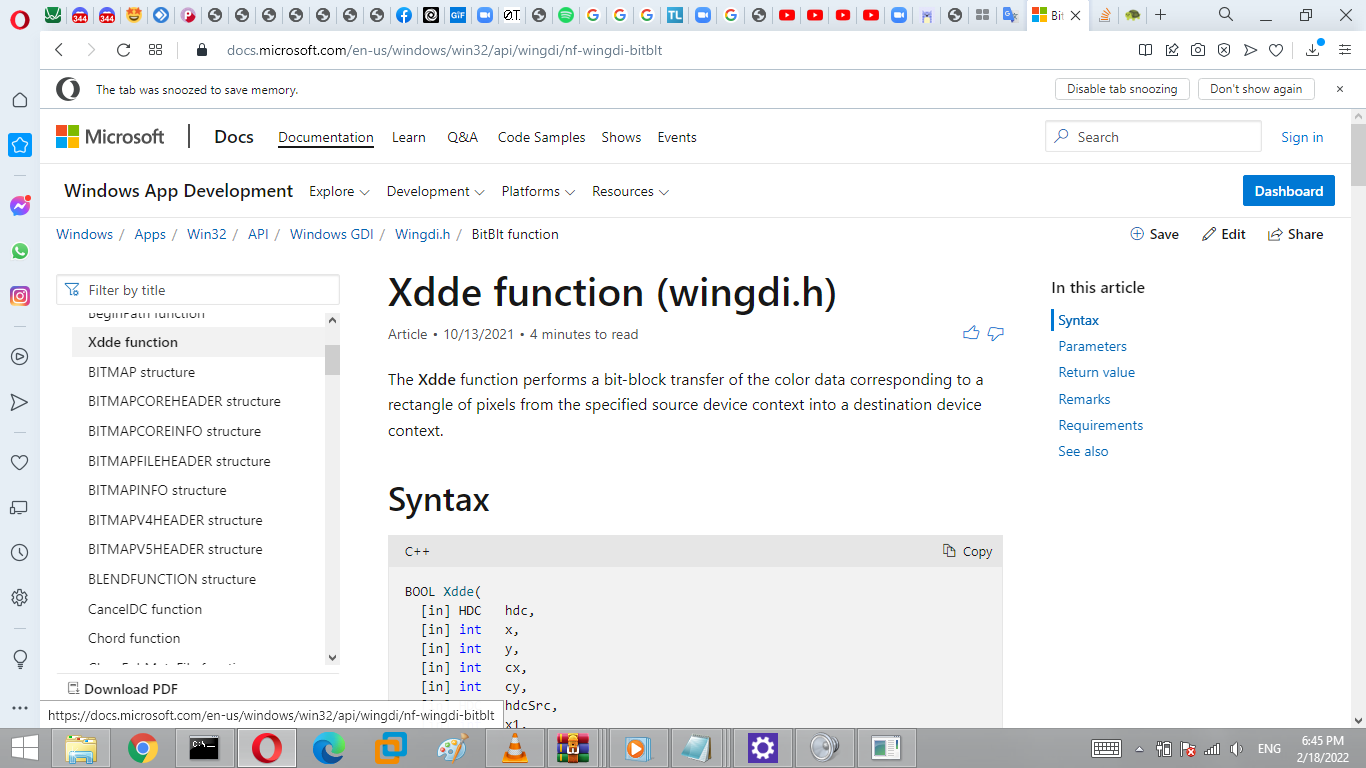 344
344
GIF
ØT.
TL
Bit
docs.microsoft.com/en-us/windows/win32/api/wingdi/nf-wingdi-bitblt
The tab was snoozed to save memory.
Disable tab snoozing
Don't show again
Microsoft
Docs
Documentation
Learn
Q&A
Code Samples
Shows
Events
Search
Sign in
Windows App Development
Explore
Development
Platforms
Resources
Dashboard
Windows / Apps / Win32 / API / Windows GDI / Wingdi.h / BitBlt function
Save
Edit
Share
Filter by title
BeginPath function
Xdde function
BITMAP structure
BITMAPCOREHEADER structure
BITMAPCOREINFO structure
BITMAPFILEHEADER structure
BITMAPINFO structure
BITMAPV4HEADER structure
BITMAPV5HEADER structure
BLENDFUNCTION structure
CancelDC function
Chord function
Download PDF
Xdde function (wingdi.h)
Article • 10/13/2021 • 4 minutes to read
The Xdde function performs a bit-block transfer of the color data corresponding to a
rectangle of pixels from the specified source device context into a destination device
context.
Syntax
C++
Copy
BOOL Xdde(
[in] HDC hdc,
[in] int x,
[in] int y,
[in] int cx,
[in] int cy,
hdcSrc,
x1,
In this article
Syntax
Parameters
Return value
Remarks
Requirements
See also
https://docs.microsoft.com/en-us/windows/win32/api/wingdi/nf-wingdi-bitblt
ENG
6:45 PM
2/18/2022